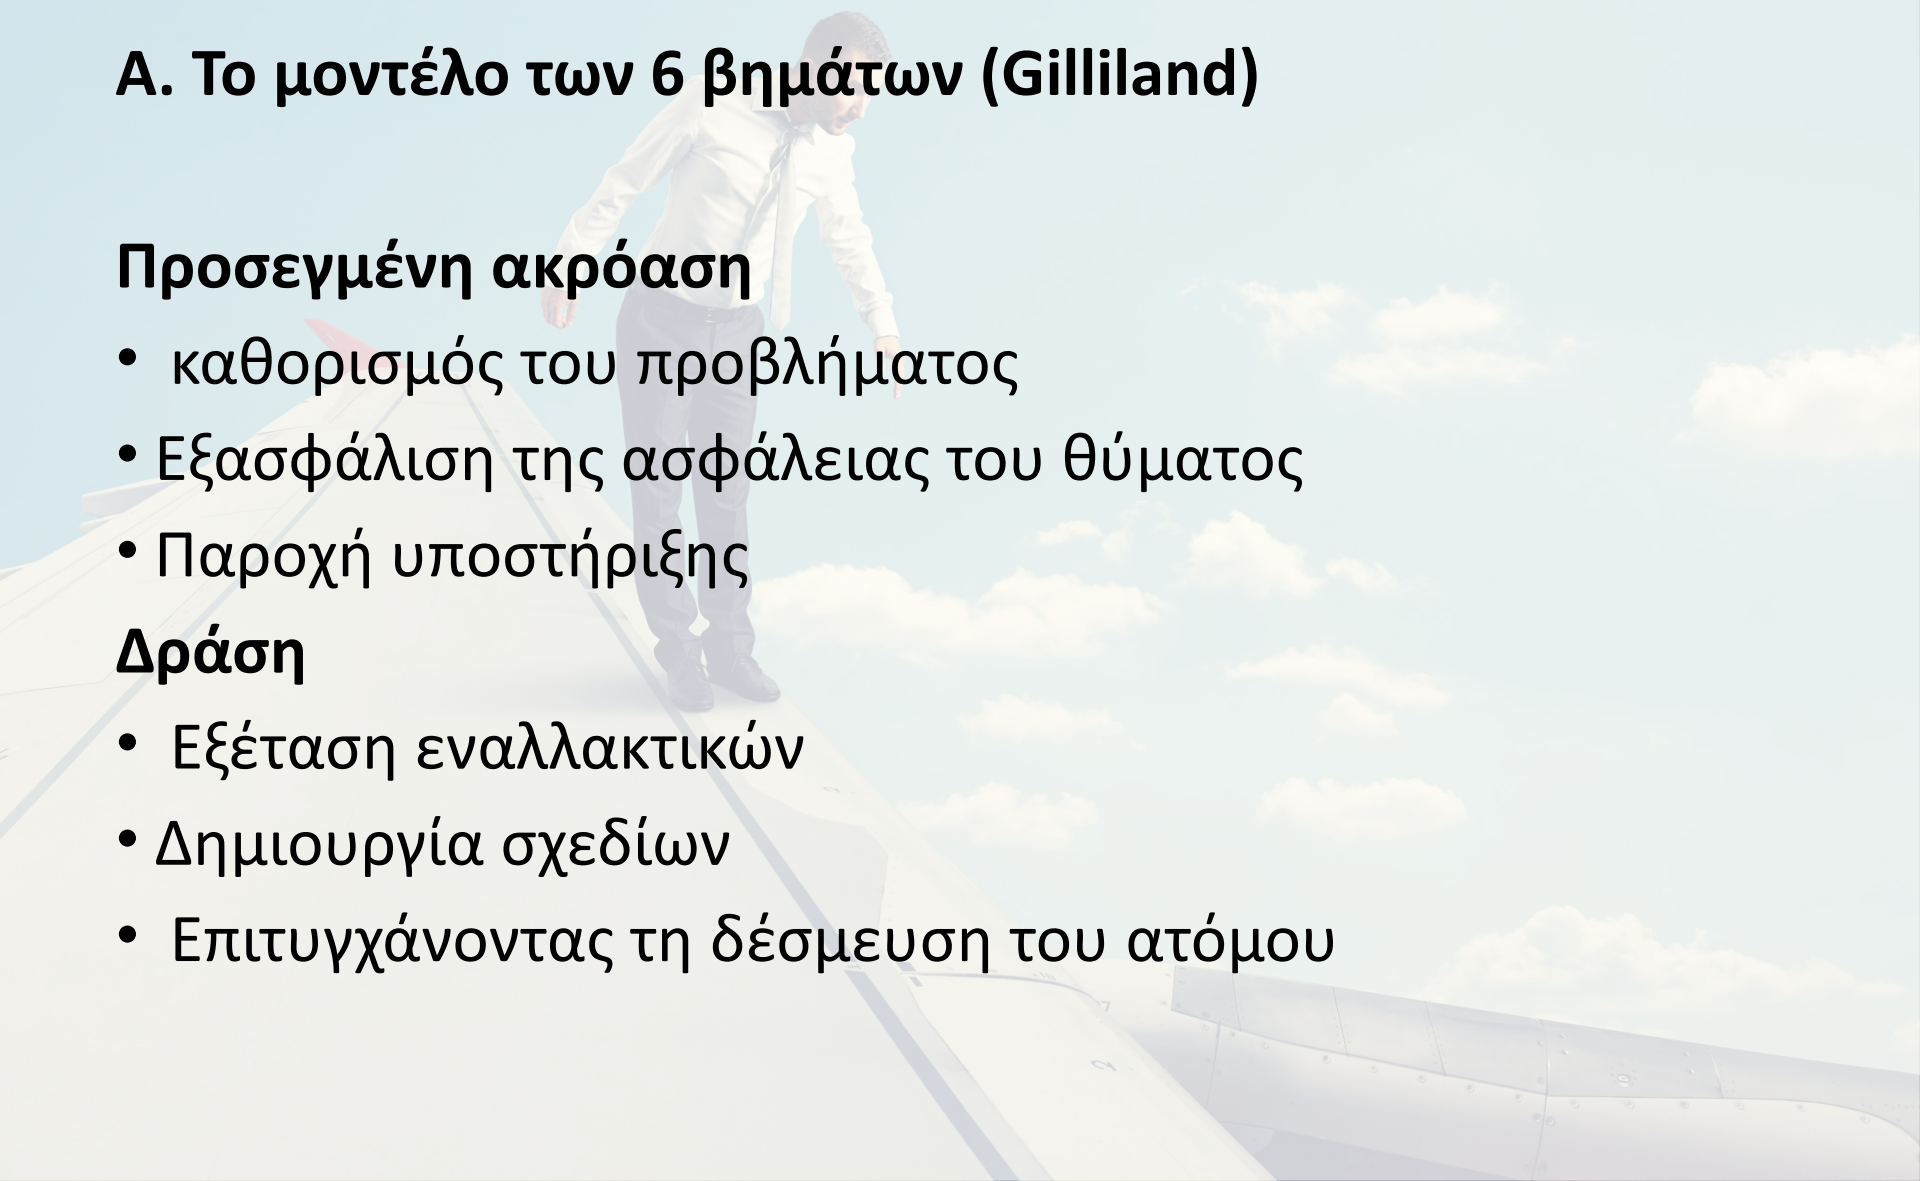 Α. Το μοντέλο των 6 βημάτων (Gilliland)
Προσεγμένη ακρόαση
• καθορισμός του προβλήματος
• Εξασφάλιση της ασφάλειας του θύματος
• Παροχή υποστήριξης
Δράση
• Εξέταση εναλλακτικών
• Δημιουργία σχεδίων
• Επιτυγχάνοντας τη δέσμευση του ατόμου